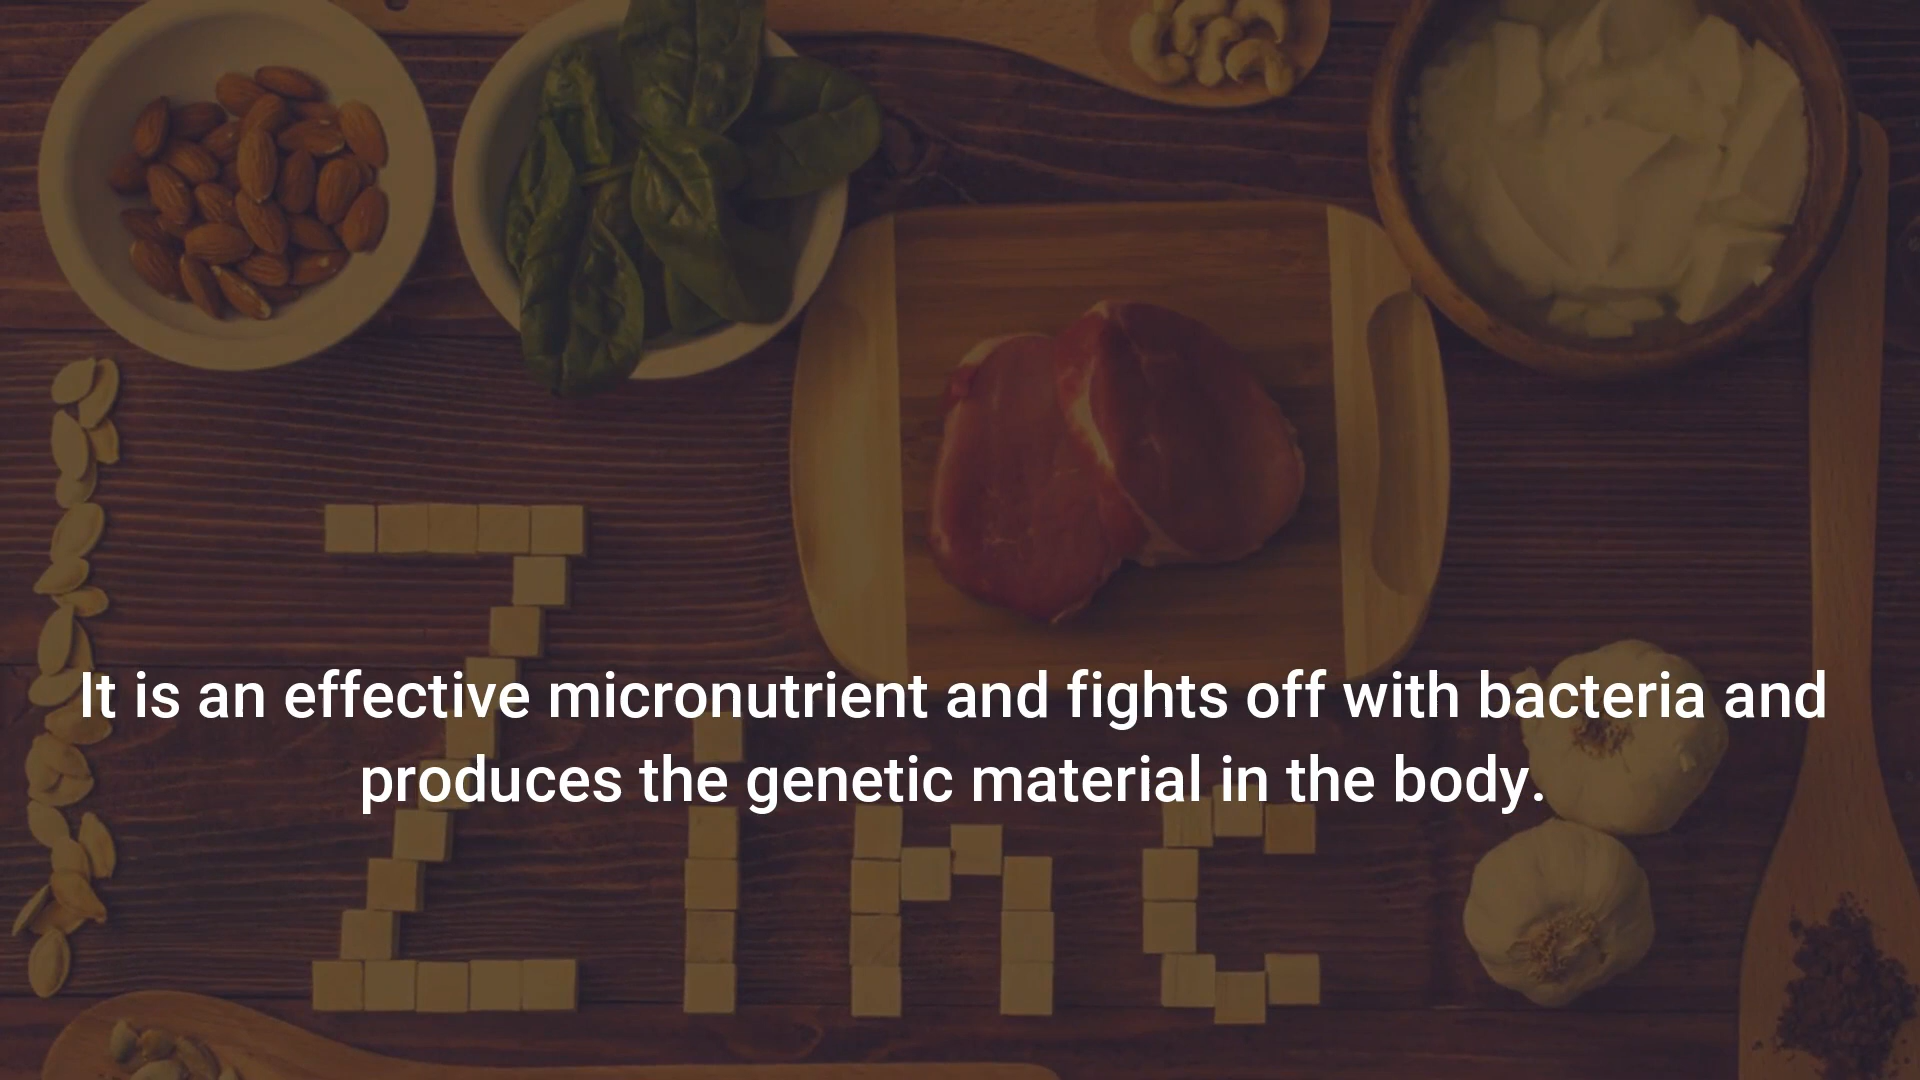 It is an effective micronutrient and fights off with bacteria and
produces the genetic material in the body.
Zinc